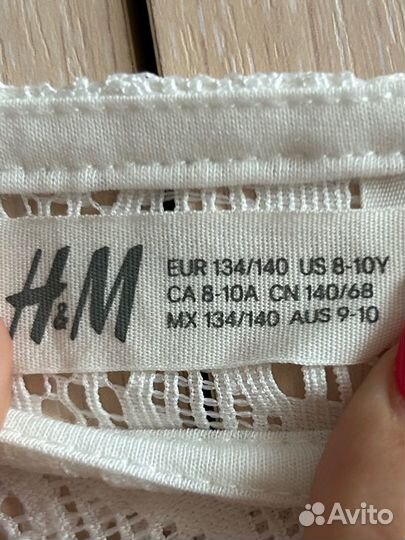 H&M
EUR 134/140 US 8-10Y
CA 8-10A CN 140/68
MX 134/140 AUS 9-10
Avito